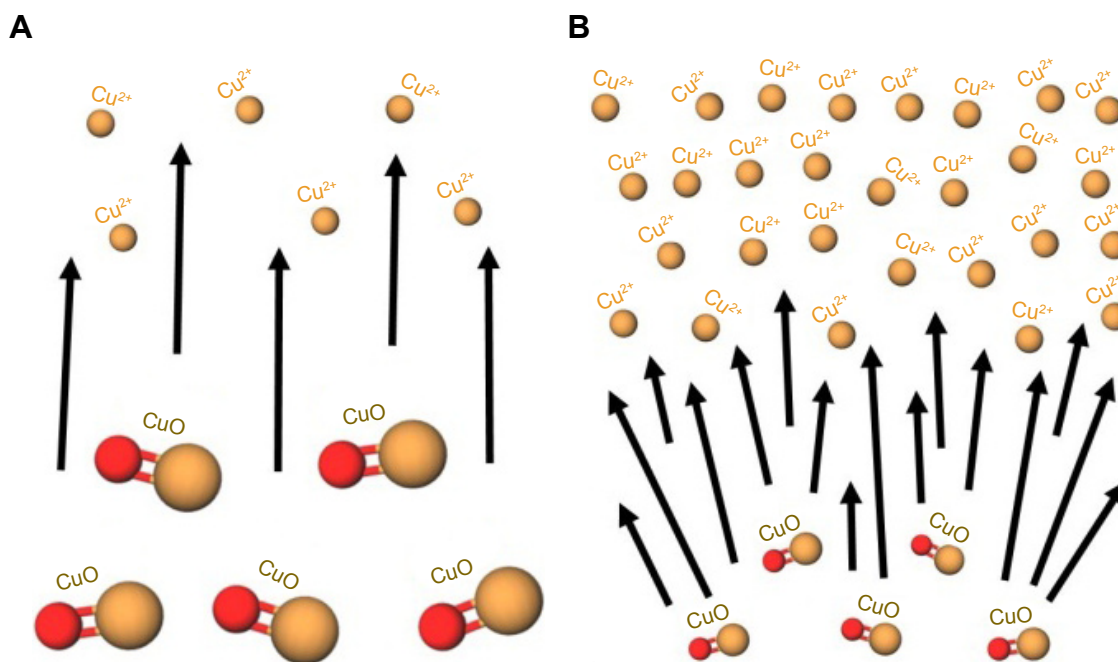 A
Cu²⁺ Cu²⁺ Cu²⁺
Cu²⁺ Cu²⁺ Cu²⁺
CuO CuO
CuO CuO CuO
B
Cu²⁺ Cu²⁺ Cu²⁺ Cu²⁺ Cu²⁺ Cu²⁺ Cu²⁺ Cu²⁺
Cu²⁺ Cu²⁺ Cu²⁺ Cu²⁺ Cu²⁺ Cu²⁺ Cu²⁺ Cu²⁺
Cu²⁺ Cu²⁺ Cu²⁺ Cu²⁺ Cu²⁺ Cu²⁺ Cu²⁺
Cu²⁺ Cu²⁺ Cu²⁺ Cu²⁺ Cu²⁺
CuO CuO
CuO CuO CuO